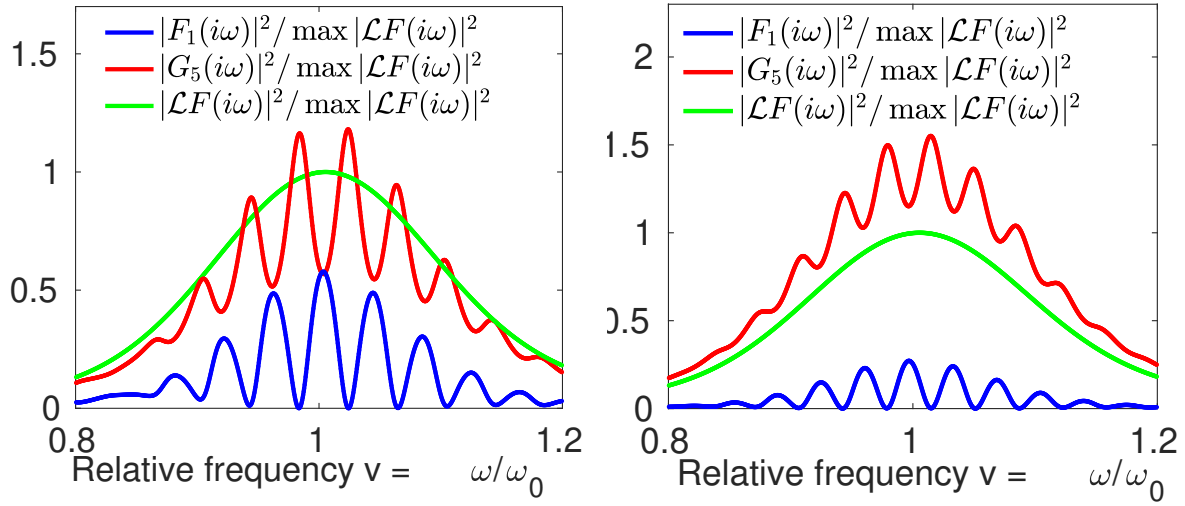 1.5
|F₁(iω)|²/ max |ℒF(iω)|²
|G₅(iω)|²/ max |ℒF(iω)|²
|ℒF(iω)|²/ max |ℒF(iω)|²
1
0.5
0
0.8 1 1.2
Relative frequency v = ω/ω₀
2
|F₁(iω)|²/ max |ℒF(iω)|²
|G₅(iω)|²/ max |ℒF(iω)|²
|ℒF(iω)|²/ max |ℒF(iω)|²
1.5
1
0.5
0
0.8 1 1.2
Relative frequency v = ω/ω₀